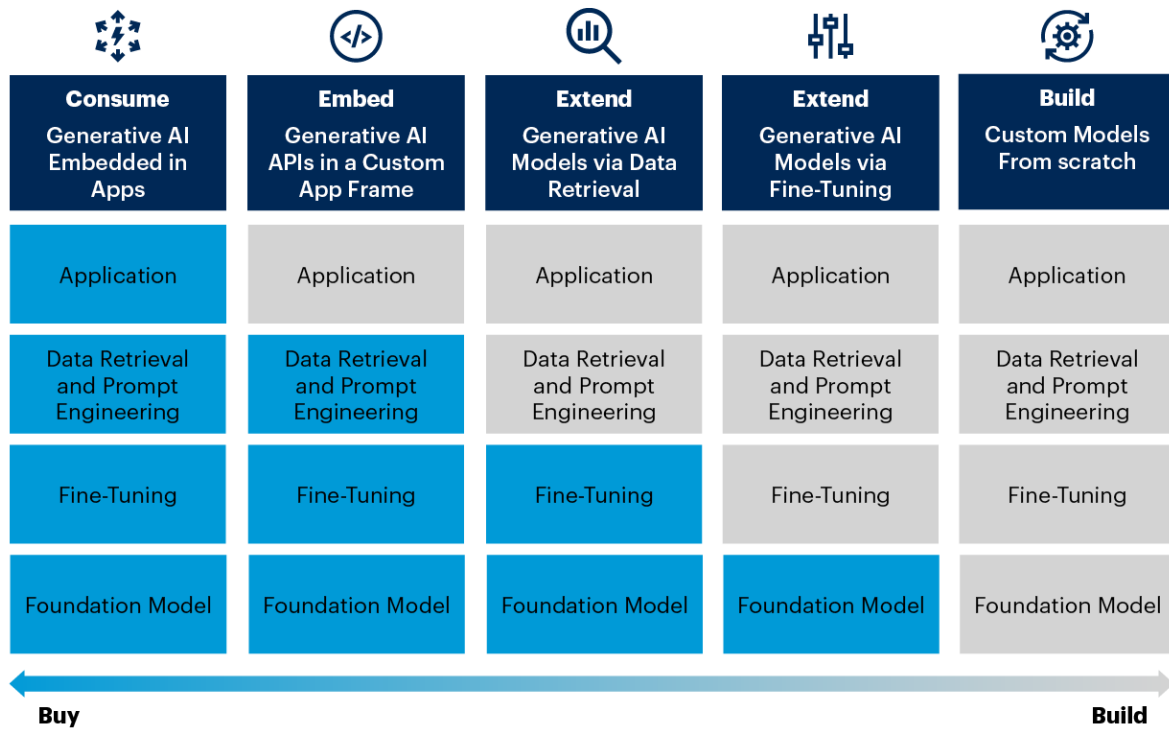 Consume
Generative AI
Embedded in
Apps
Embed
Generative AI
APIs in a Custom
App Frame
Extend
Generative AI
Models via Data
Retrieval
Extend
Generative AI
Models via
Fine-Tuning
Build
Custom Models
From scratch
Application
Application
Application
Application
Application
Data Retrieval
and Prompt
Engineering
Data Retrieval
and Prompt
Engineering
Data Retrieval
and Prompt
Engineering
Data Retrieval
and Prompt
Engineering
Data Retrieval
and Prompt
Engineering
Fine-Tuning
Fine-Tuning
Fine-Tuning
Fine-Tuning
Fine-Tuning
Foundation Model
Foundation Model
Foundation Model
Foundation Model
Foundation Model
Buy
Build